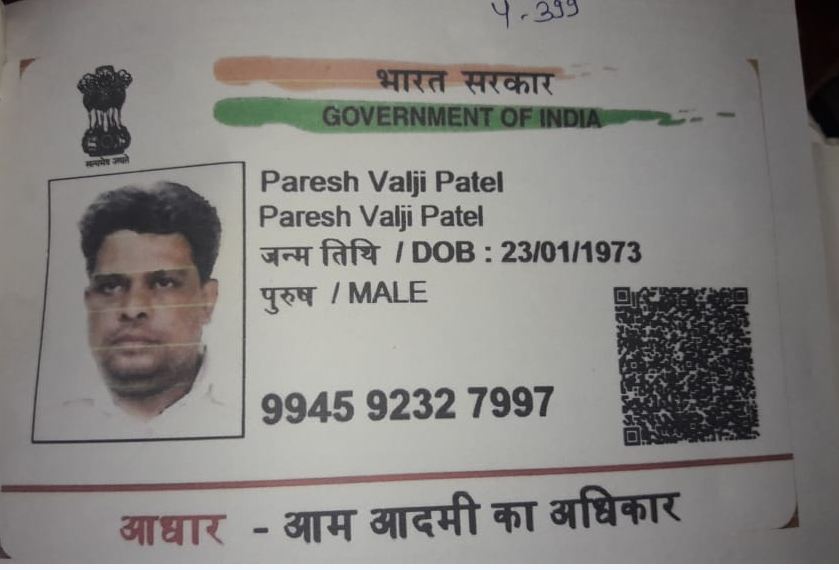 4-399
भारत सरकार
GOVERNMENT OF INDIA
सत्यमेव जयते
Paresh Valji Patel
Paresh Valji Patel
जन्म तिथि / DOB : 23/01/1973
पुरुष / MALE
9945 9232 7997
आधार - आम आदमी का अधिकार